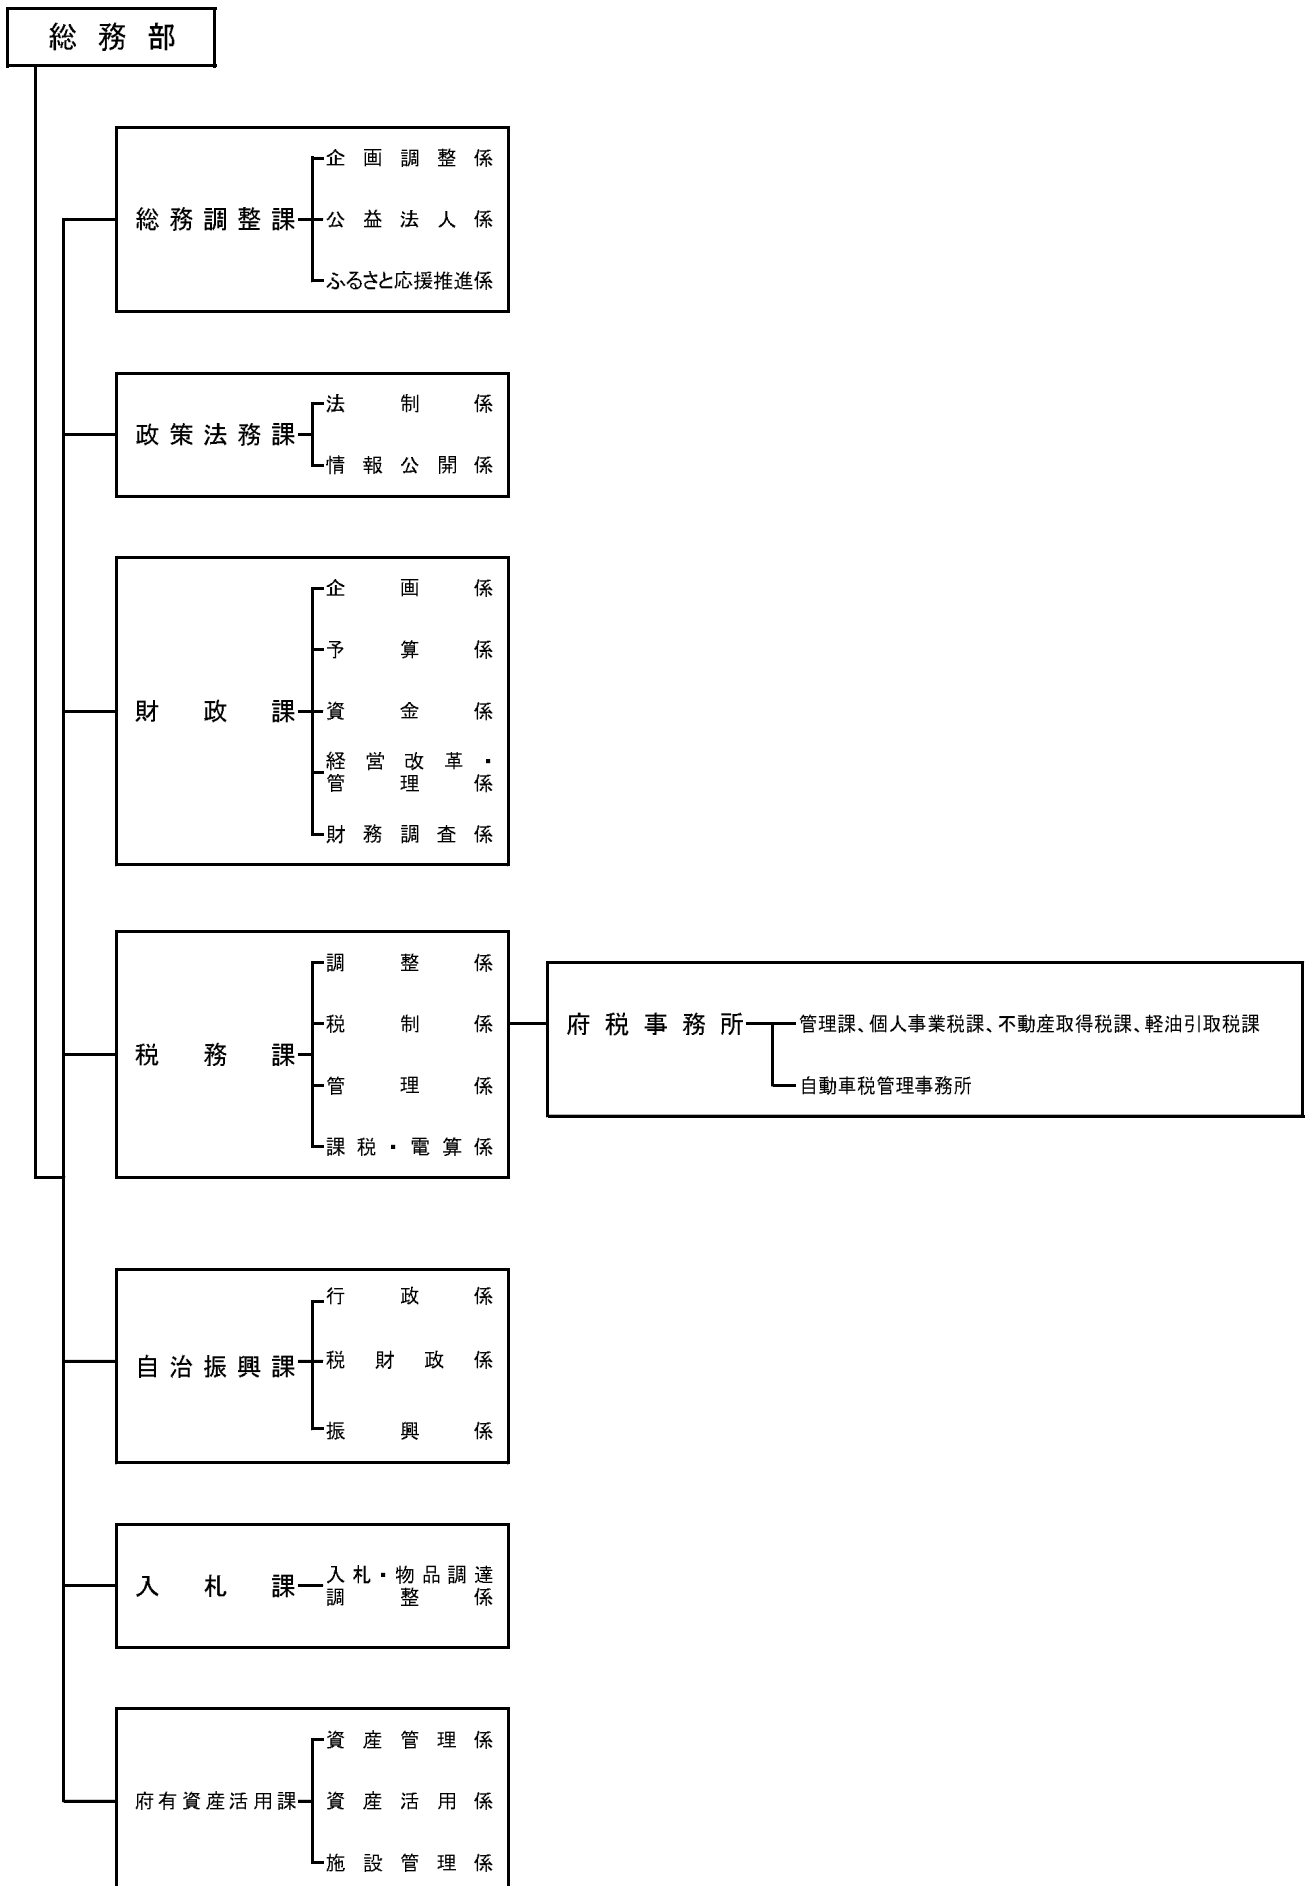 総務部
総務調整課
企画調整係
公益法人係
ふるさと応援推進係
政策法務課
法制係
情報公開係
財政課
企画係
予算係
資金係
経営改革・
管理係
財務調査係
税務課
調整係
税制係
管理係
課税・電算係
府税事務所
管理課、個人事業税課、不動産取得税課、軽油引取税課
自動車税管理事務所
自治振興課
行政係
税財政係
振興係
入札課
入札・物品調達
調整係
府有資産活用課
資産管理係
資産活用係
施設管理係